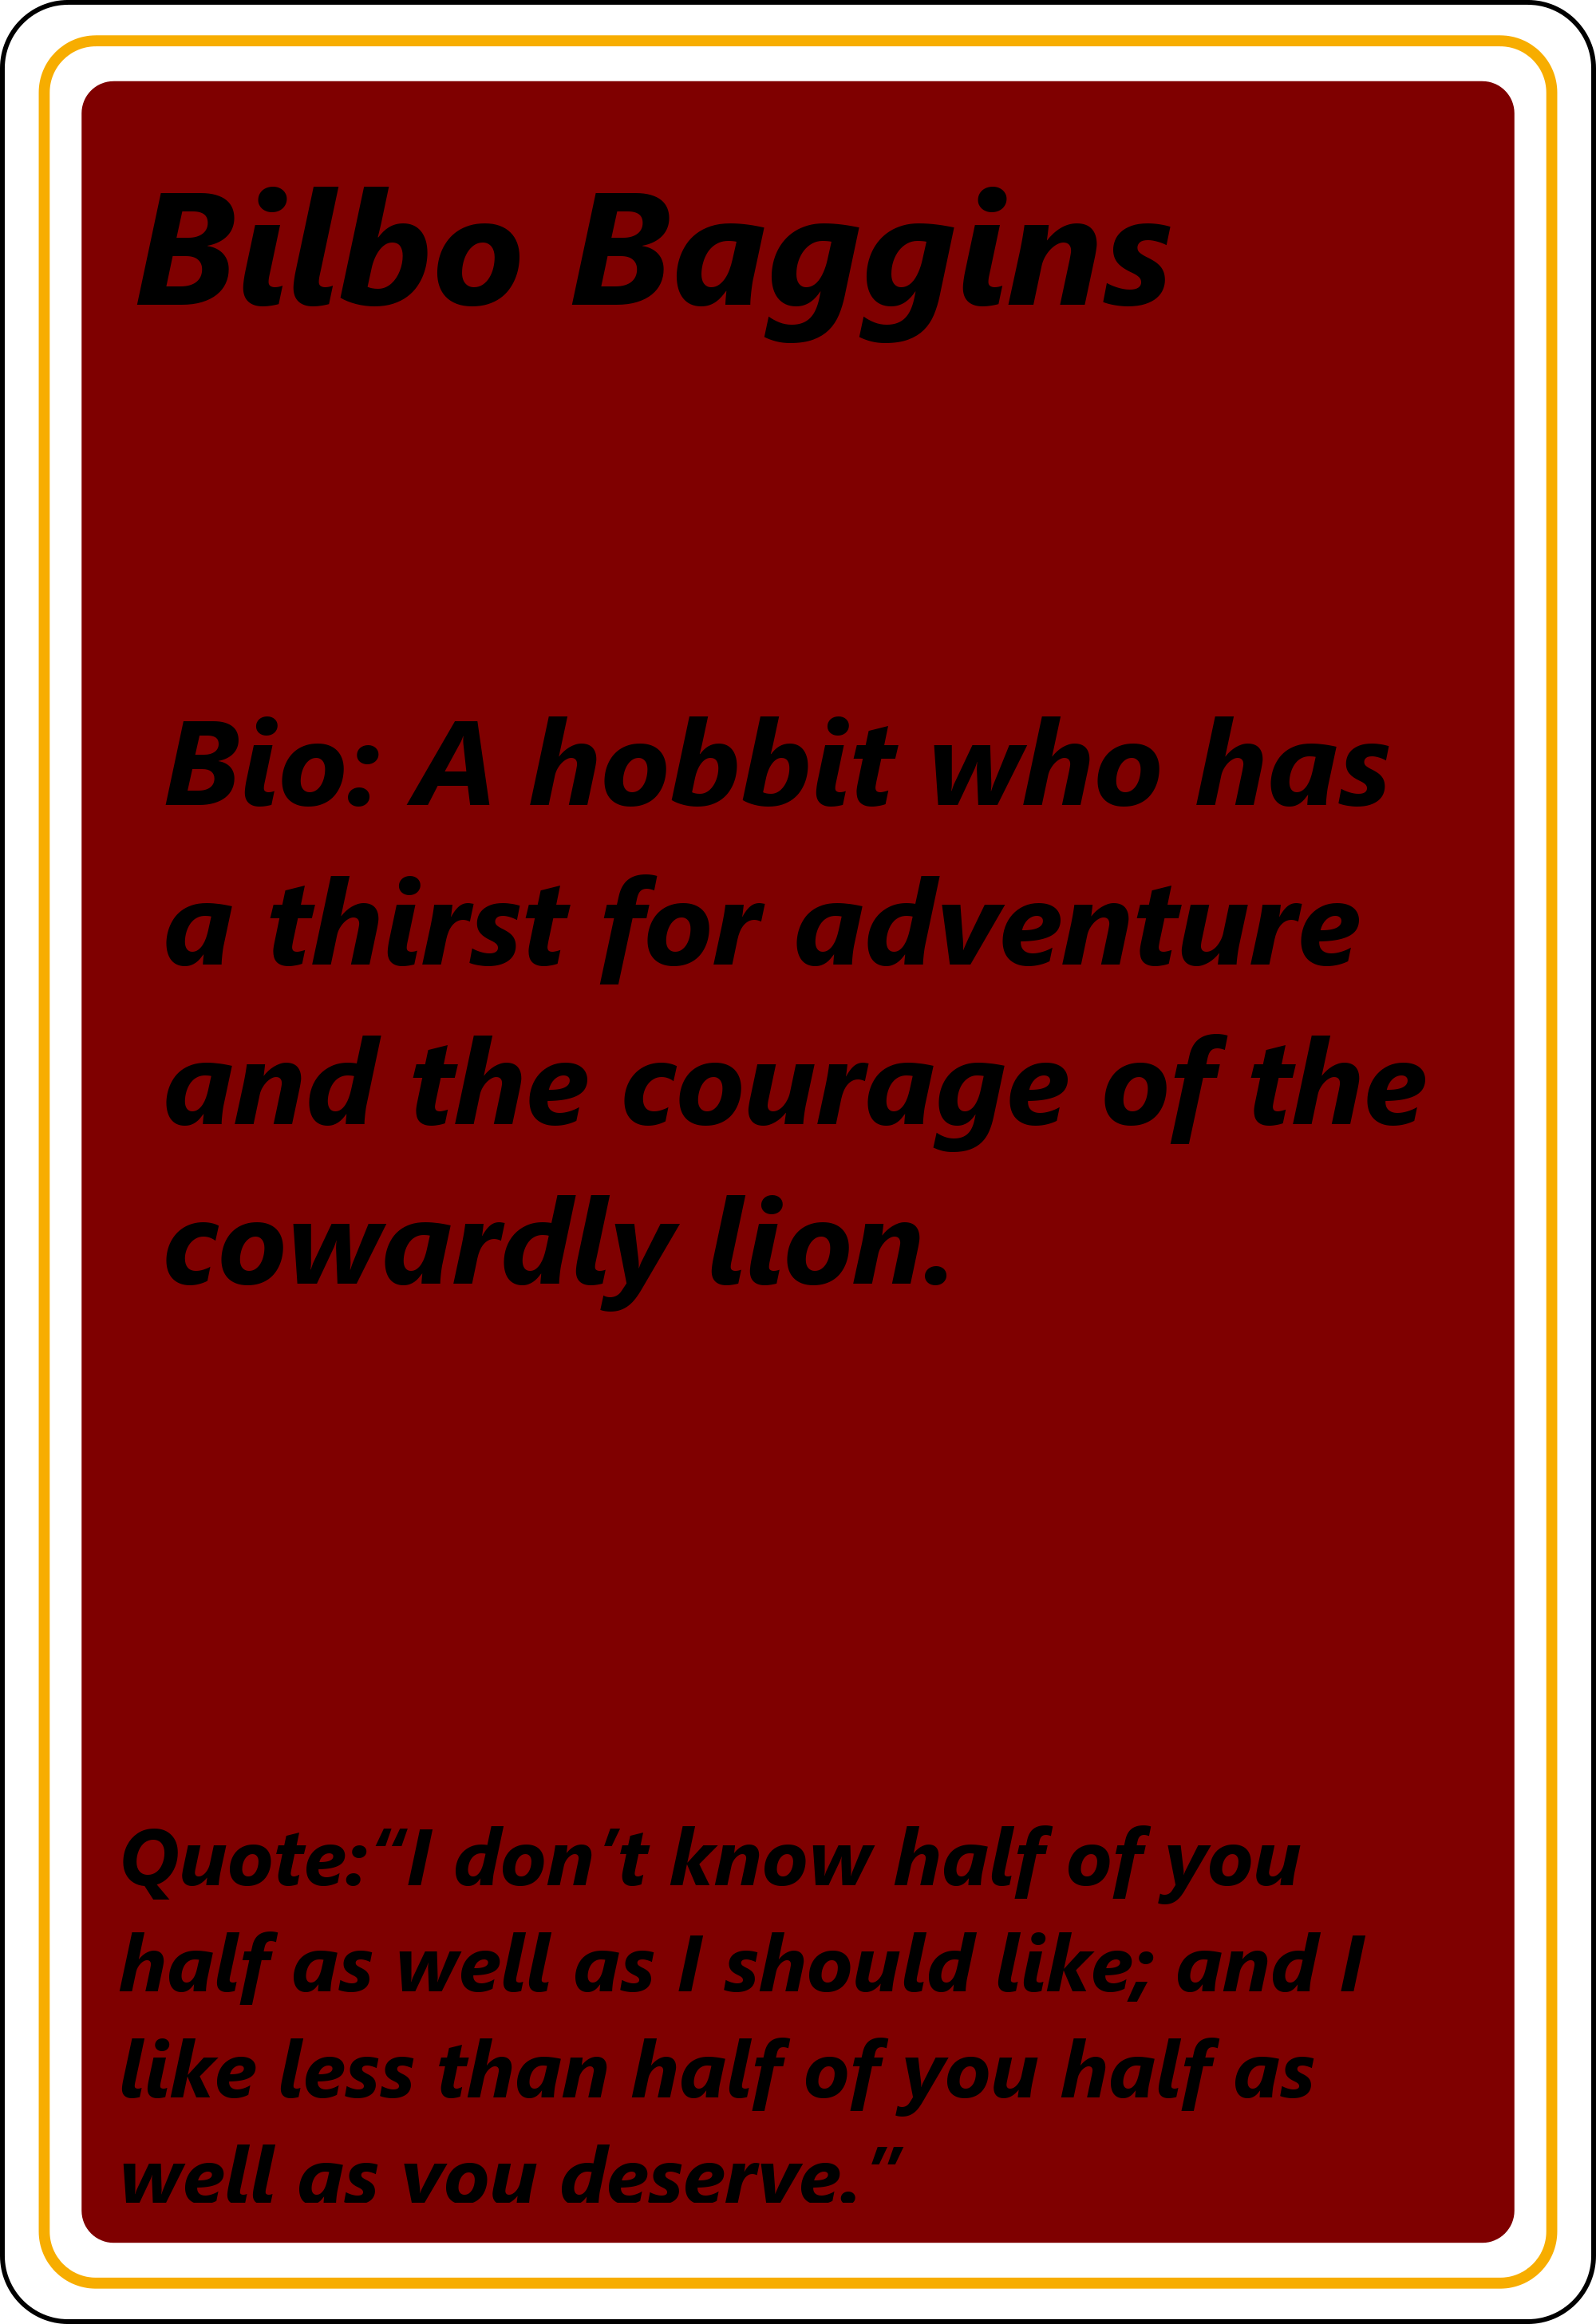 Bilbo Baggins
Bio: A hobbit who has
a thirst for adventure
and the courage of the
cowardly lion.
Quote:“I don’t know half of you
half as well as I should like; and I
like less than half of you half as
well as you deserve.”